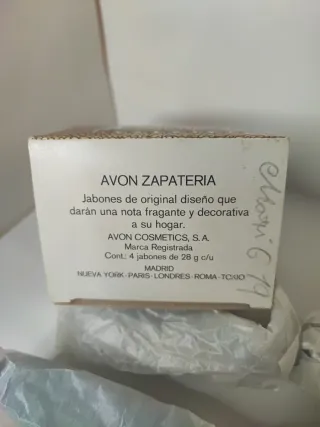 AVON ZAPATERIA
Jabones de original diseño que
darán una nota fragante y decorativa
a su hogar.
AVON COSMETICS, S.A.
Marca Registrada
Cont.: 4 jabones de 28 g c/u
MADRID
NUEVA YORK·PARIS·LONDRES·ROMA·TOKIO